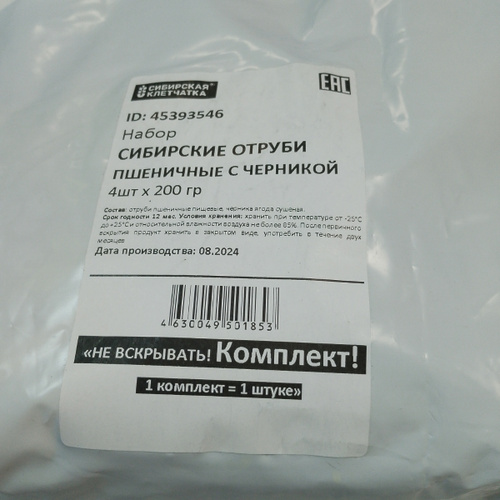 СИБИРСКАЯ
КЛЕТЧАТКА
EAC
ID: 45393546
Набор
СИБИРСКИЕ ОТРУБИ
ПШЕНИЧНЫЕ С ЧЕРНИКОЙ
4шт х 200 гр
Состав: отруби пшеничные пищевые, черника ягода сушеная.
Срок годности 12 мес. Условия хранения: хранить при температуре от -25°C
до +25°С и относительной влажности воздуха не более 85%. После первичного
вскрытия продукт хранить в закрытом виде, употребить в течение двух
месяцев
Дата производства: 08.2024
4 630049 501853
«НЕ ВСКРЫВАТЬ! Комплект!
1 комплект = 1 штуке»